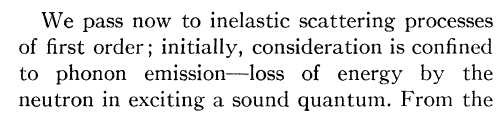 We pass now to inelastic scattering processes
of first order; initially, consideration is confined
to phonon emission—loss of energy by the
neutron in exciting a sound quantum. From the